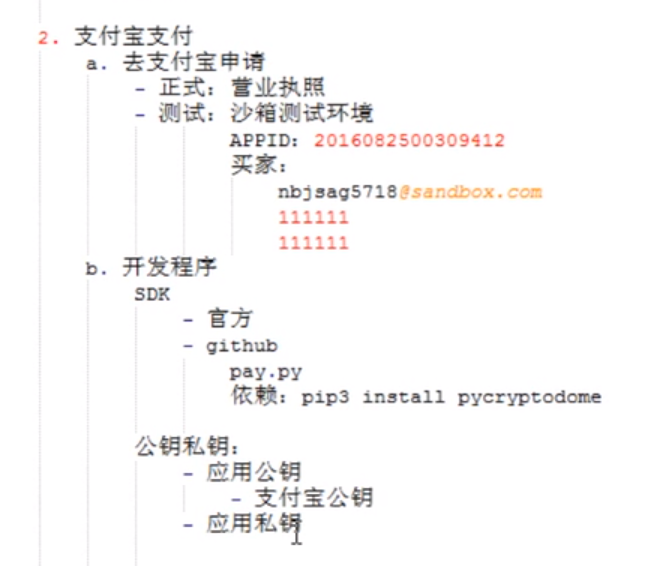 2. 支付宝支付
a. 去支付宝申请
- 正式：营业执照
- 测试：沙箱测试环境
APPID：2016082500309412
买家：
nbjsag5718@sandbox.com
111111
111111
b. 开发程序
SDK
- 官方
- github
pay.py
依赖：pip3 install pycryptodome
公钥私钥：
- 应用公钥
- 支付宝公钥
- 应用私钥